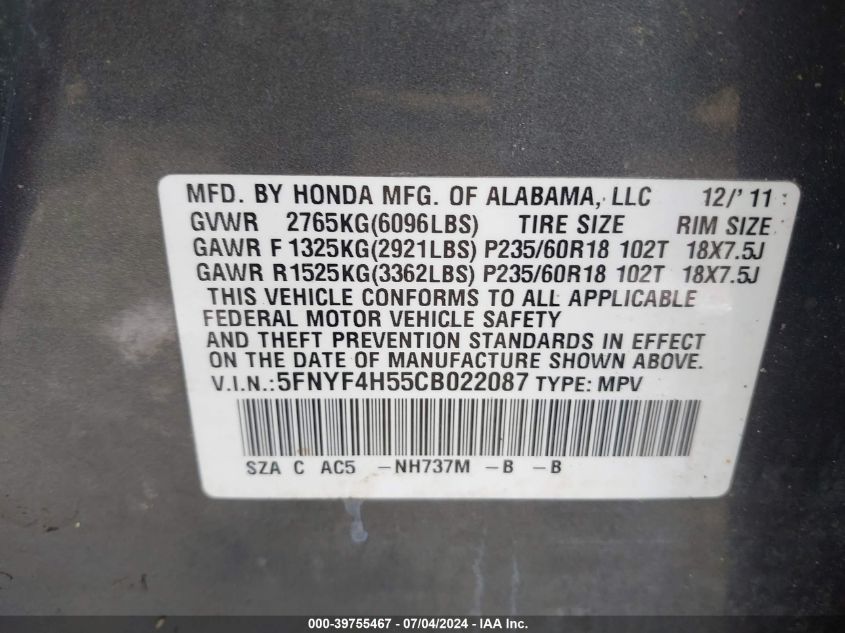 MFD. BY HONDA MFG. OF ALABAMA, LLC 12/'11
GVWR 2765KG(6096LBS) TIRE SIZE RIM SIZE
GAWR F 1325KG(2921LBS) P235/60R18 102T 18X7.5J
GAWR R 1525KG(3362LBS) P235/60R18 102T 18X7.5J
THIS VEHICLE CONFORMS TO ALL APPLICABLE
FEDERAL MOTOR VEHICLE SAFETY
AND THEFT PREVENTION STANDARDS IN EFFECT
ON THE DATE OF MANUFACTURE SHOWN ABOVE.
V.I.N.:5FNYF4H55CB022087 TYPE: MPV
SZA C AC5 -NH737M -B -B
000-39755467 - 07/04/2024 - IAA Inc.